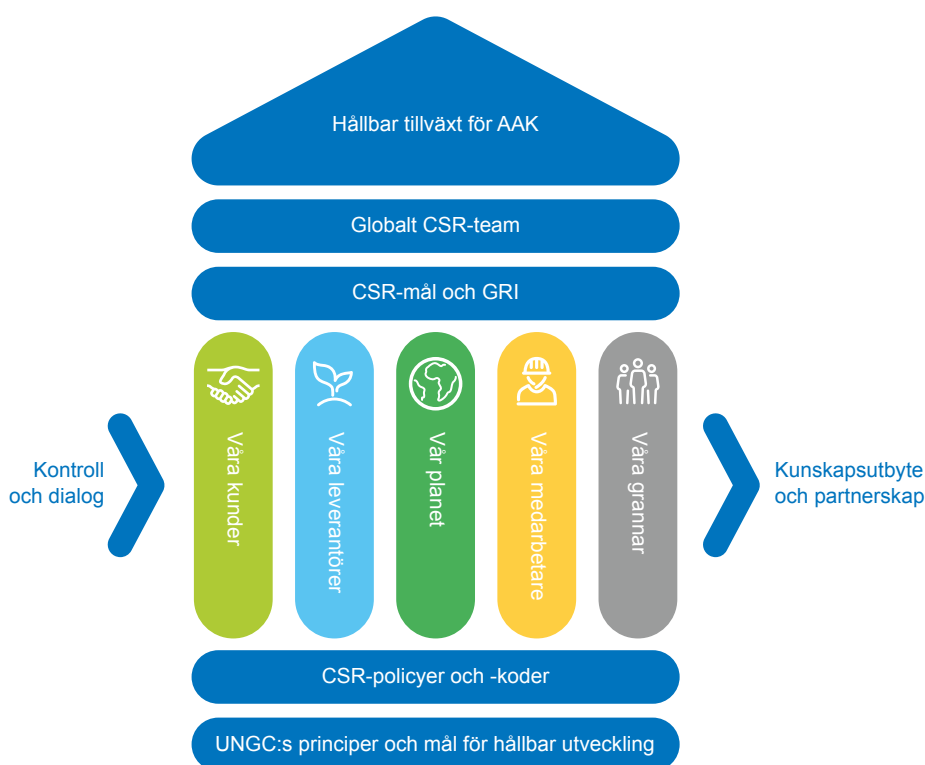 Hållbar tillväxt för AAK
Globalt CSR-team
CSR-mål och GRI
Kontroll
och dialog
Våra kunder
Våra leverantörer
Vår planet
Våra medarbetare
Våra grannar
Kunskapsutbyte
och partnerskap
CSR-policyer och -koder
UNGC:s principer och mål för hållbar utveckling